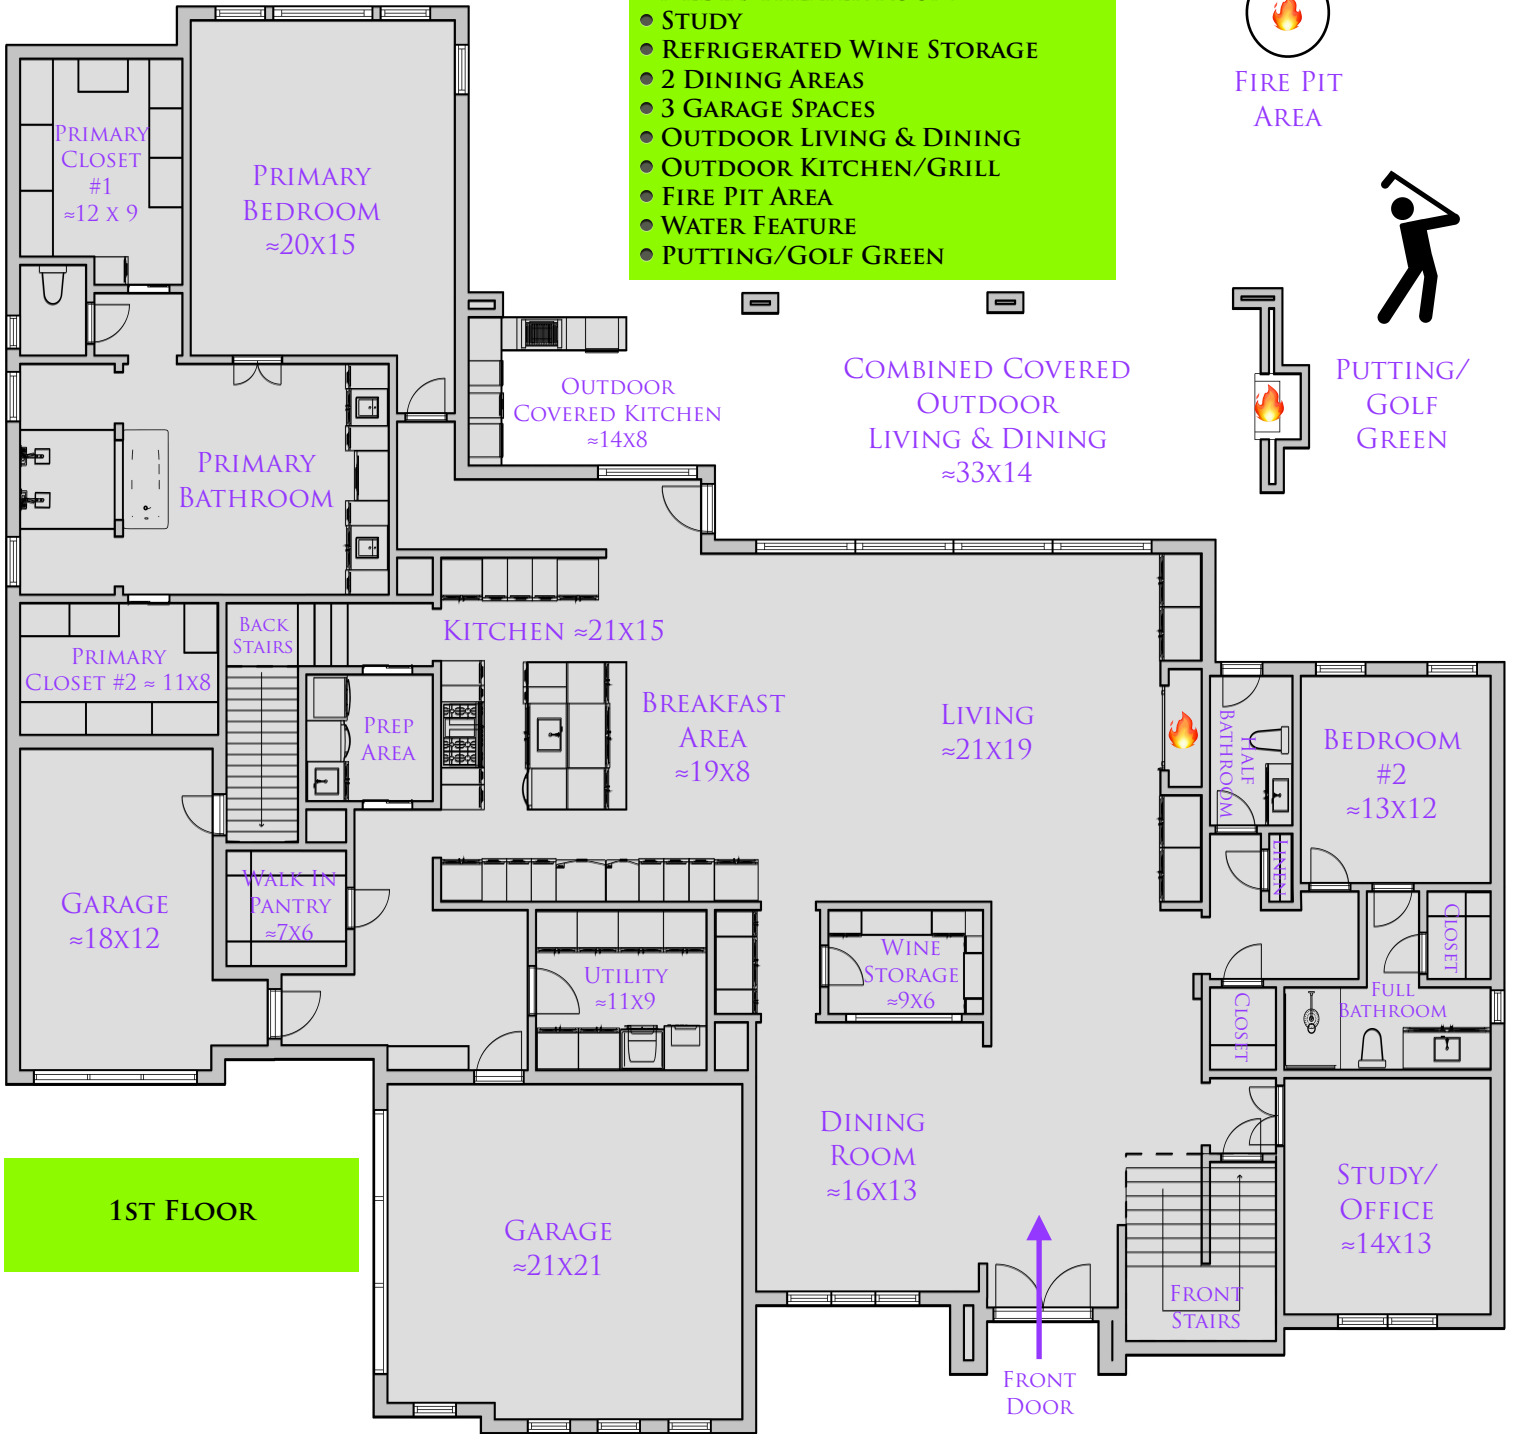 Study
Refrigerated Wine Storage
2 Dining Areas
3 Garage Spaces
Outdoor Living & Dining
Outdoor Kitchen/Grill
Fire Pit Area
Water Feature
Putting/Golf Green
Fire Pit
Area
Primary
Closet
#1
≈12 x 9
Primary
Bedroom
≈20x15
Outdoor
Covered Kitchen
≈14x8
Combined Covered
Outdoor
Living & Dining
≈33x14
Putting/
Golf
Green
Primary
Bathroom
Back
Stairs
Kitchen ≈21x15
Primary
Closet #2 ≈ 11x8
Prep
Area
Breakfast
Area
≈19x8
Living
≈21x19
Half
Bathroom
Bedroom
#2
≈13x12
Linen
Garage
≈18x12
Walk In
Pantry
≈7x6
Utility
≈11x9
Wine
Storage
≈9x6
Closet
Closet
Full
Bathroom
Dining
Room
≈16x13
Study/
Office
≈14x13
1st Floor
Garage
≈21x21
Front
Stairs
Front
Door